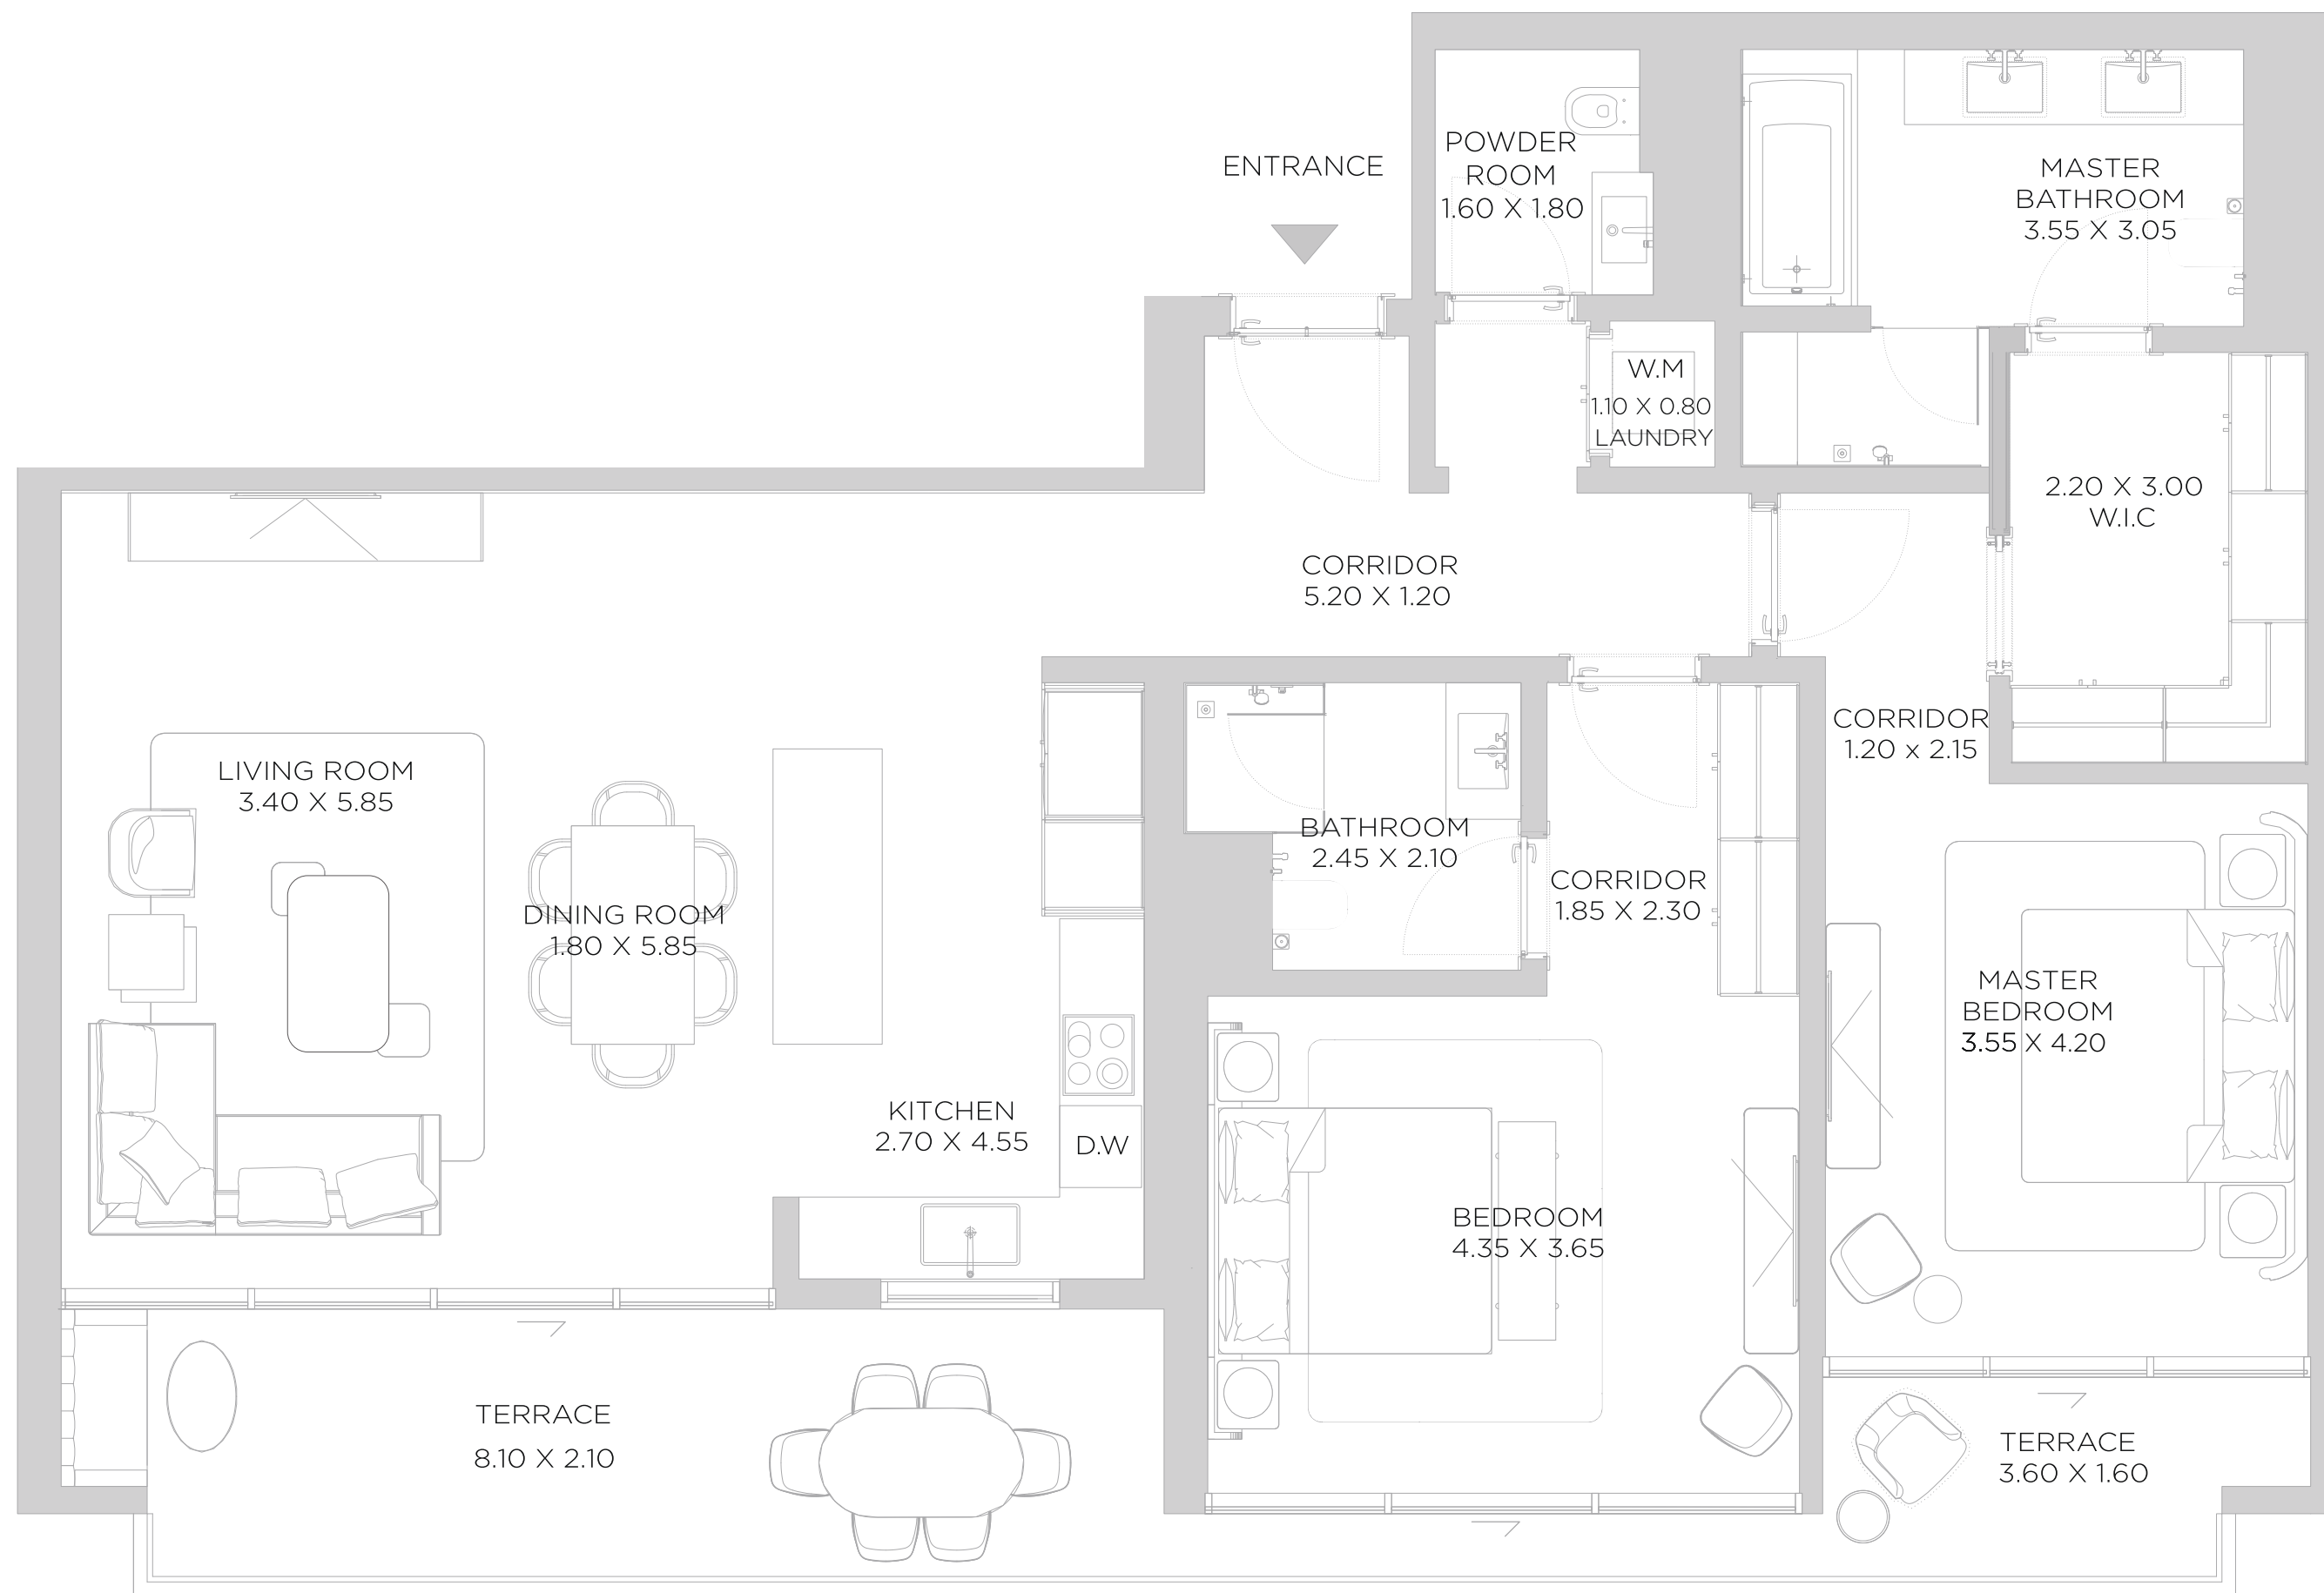 ENTRANCE
POWDER
ROOM
1.60 X 1.80
MASTER
BATHROOM
3.55 X 3.05
W.M
1.10 X 0.80
LAUNDRY
2.20 X 3.00
W.I.C
CORRIDOR
5.20 X 1.20
CORRIDOR
1.20 x 2.15
LIVING ROOM
3.40 X 5.85
DINING ROOM
1.80 X 5.85
BATHROOM
2.45 X 2.10
CORRIDOR
1.85 X 2.30
MASTER
BEDROOM
3.55 X 4.20
KITCHEN
2.70 X 4.55
D.W
BEDROOM
4.35 X 3.65
TERRACE
8.10 X 2.10
TERRACE
3.60 X 1.60